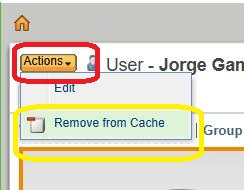 Actions User - Jorge Gan
Edit
Remove from Cache
Group